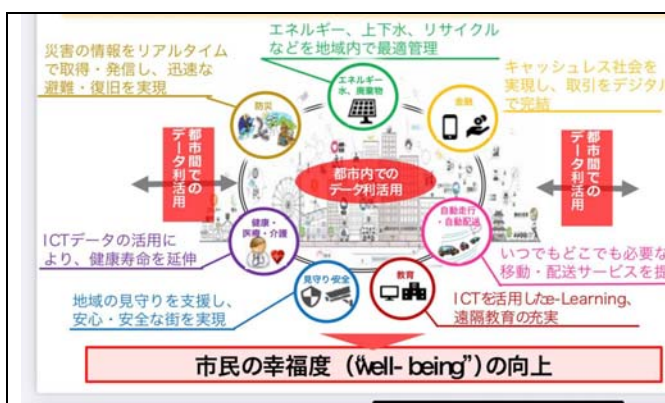 エネルギー、上下水、リサイクル
などを地域内で最適管理
災害の情報をリアルタイム
で取得・発信し、迅速な
避難・復旧を実現
エネルギー
水、廃棄物
キャッシュレス社会を
実現し、取引をデジタル
で完結
防災
金融
都市間での
データ利活用
都市内での
データ利活用
都市間での
データ利活用
健康・
医療・介護
自動走行
・自動配送
ICTデータの活用に
より、健康寿命を延伸
いつでもどこでも必要な
移動・配送サービスを提
見守り・安全
教育
地域の見守りを支援し、
安心・安全な街を実現
ICTを活用したe-Learning、
遠隔教育の充実
市民の幸福度（“well- being”）の向上